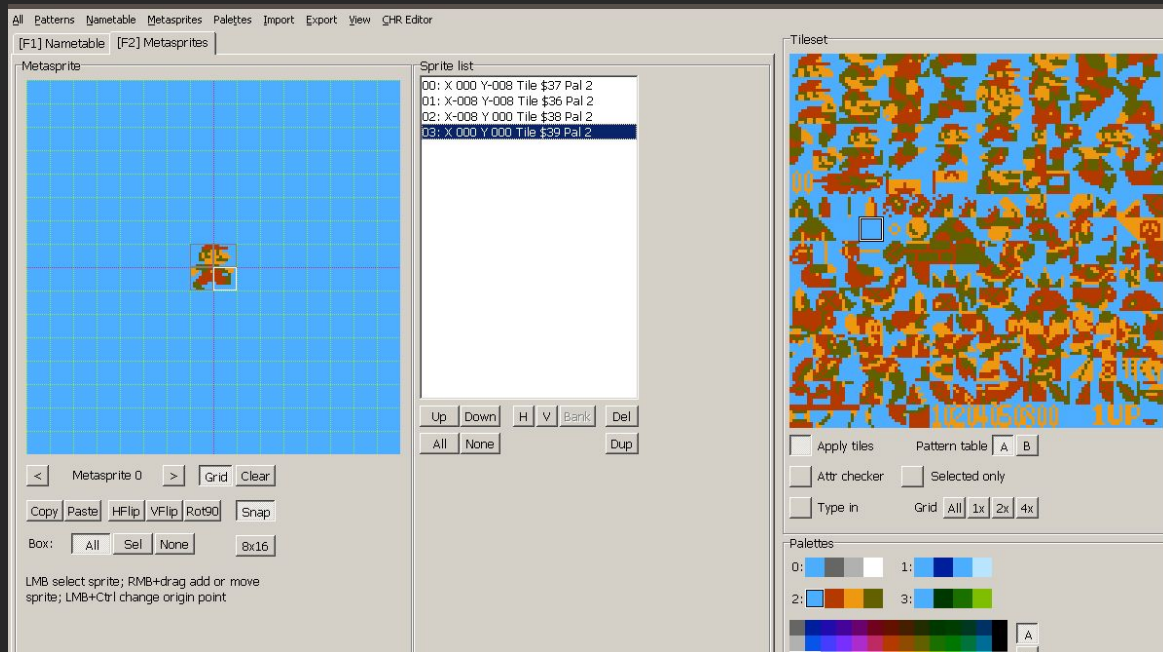 All Patterns Nametable Metasprites Palettes Import Export View CHR Editor
[F1] Nametable [F2] Metasprites
Metasprite
Sprite list
00: X 000 Y-008 Tile $37 Pal 2
01: X-008 Y-008 Tile $36 Pal 2
02: X-008 Y 000 Tile $38 Pal 2
03: X 000 Y 000 Tile $39 Pal 2
Up Down H V Bank Del
All None Dup
< Metasprite 0 > Grid Clear
Copy Paste HFlip VFlip Rot90 Snap
Box: All Sel None 8x16
LMB select sprite; RMB+drag add or move
sprite; LMB+Ctrl change origin point
Tileset
00
1020405080 0 1UP
Apply tiles Pattern table A B
Attr checker Selected only
Type in Grid All 1x 2x 4x
Palettes
0: 1:
2: 3:
A